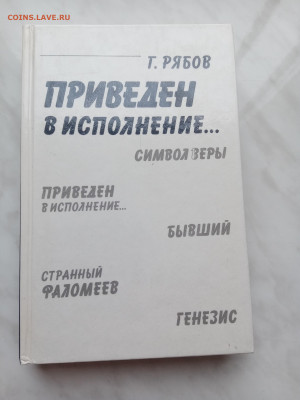 COINS.LAVE.RU
Г. РЯБОВ
ПРИВЕДЕН
В ИСПОЛНЕНИЕ...
СИМВОЛ ВЕРЫ
ПРИВЕДЕН
В ИСПОЛНЕНИЕ...
БЫВШИЙ
СТРАННЫЙ
ФАЛОМЕЕВ
ГЕНЕЗИС